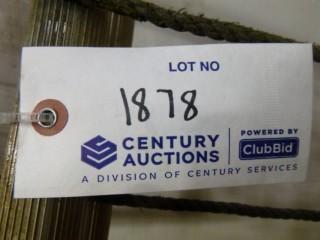 LOT NO
1878
CENTURY AUCTIONS
POWERED BY
ClubBid
A DIVISION OF CENTURY SERVICES